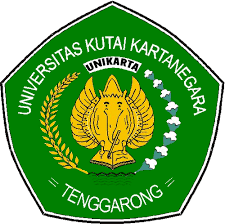 UNIVERSITAS KUTAI KARTANEGARA
UNIKARTA
= TENGGARONG =